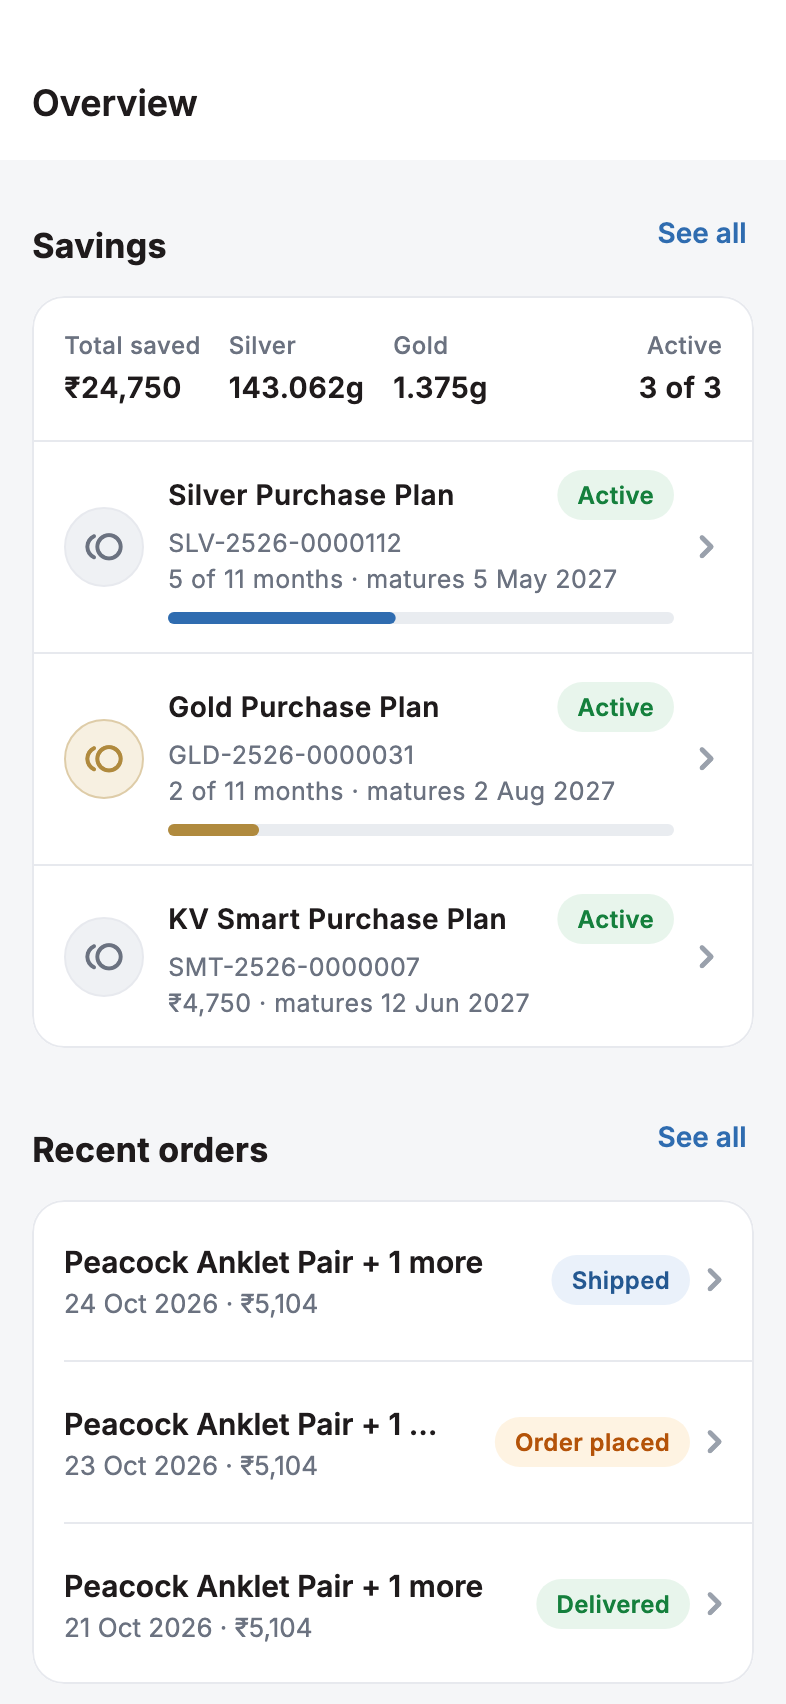 Overview
Savings
See all
Total saved Silver Gold Active
₹24,750 143.062g 1.375g 3 of 3
Silver Purchase Plan Active
SLV-2526-0000112
5 of 11 months · matures 5 May 2027
Gold Purchase Plan Active
GLD-2526-0000031
2 of 11 months · matures 2 Aug 2027
KV Smart Purchase Plan Active
SMT-2526-0000007
₹4,750 · matures 12 Jun 2027
Recent orders
See all
Peacock Anklet Pair + 1 more
24 Oct 2026 · ₹5,104
Shipped
Peacock Anklet Pair + 1 ...
23 Oct 2026 · ₹5,104
Order placed
Peacock Anklet Pair + 1 more
21 Oct 2026 · ₹5,104
Delivered